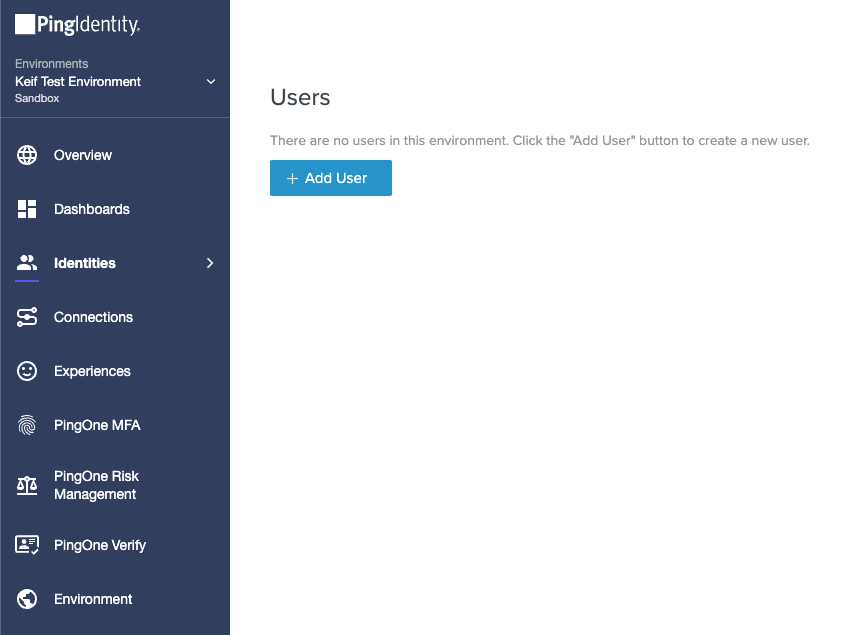 PingIdentity.
Environments
Keif Test Environment
Sandbox
Overview
Dashboards
Identities
Connections
Experiences
PingOne MFA
PingOne Risk
Management
PingOne Verify
Environment
Users
There are no users in this environment. Click the "Add User" button to create a new user.
+ Add User